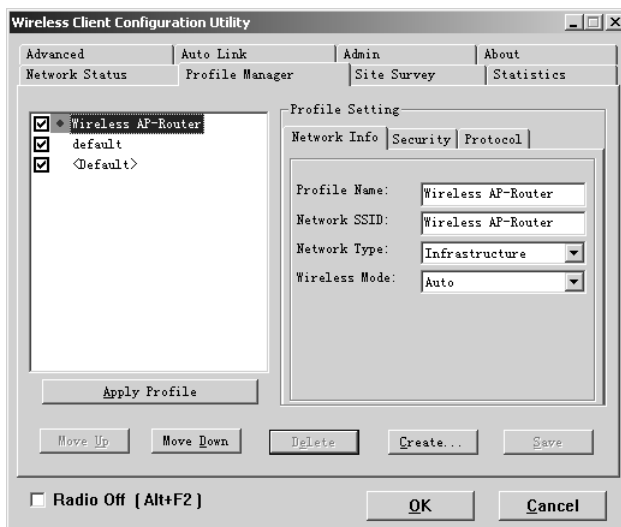 Wireless Client Configuration Utility
Advanced Auto Link Admin About
Network Status Profile Manager Site Survey Statistics
Wireless AP-Router
default
<Default>
Apply Profile
Profile Setting
Network Info Security Protocol
Profile Name: Wireless AP-Router
Network SSID: Wireless AP-Router
Network Type: Infrastructure
Wireless Mode: Auto
Move Up Move Down Delete Create... Save
Radio Off (Alt+F2)
OK Cancel